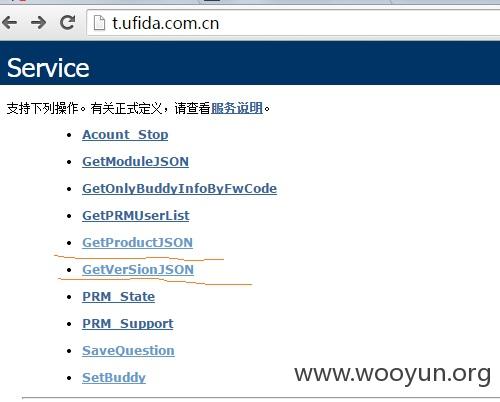 t.ufida.com.cn
Service
支持下列操作。有关正式定义，请查看服务说明。
Acount_Stop
GetModuleJSON
GetOnlyBuddyInfoByFwCode
GetPRMUserList
GetProductJSON
GetVerSionJSON
PRM_State
PRM_Support
SaveQuestion
SetBuddy
www.wooyun.org